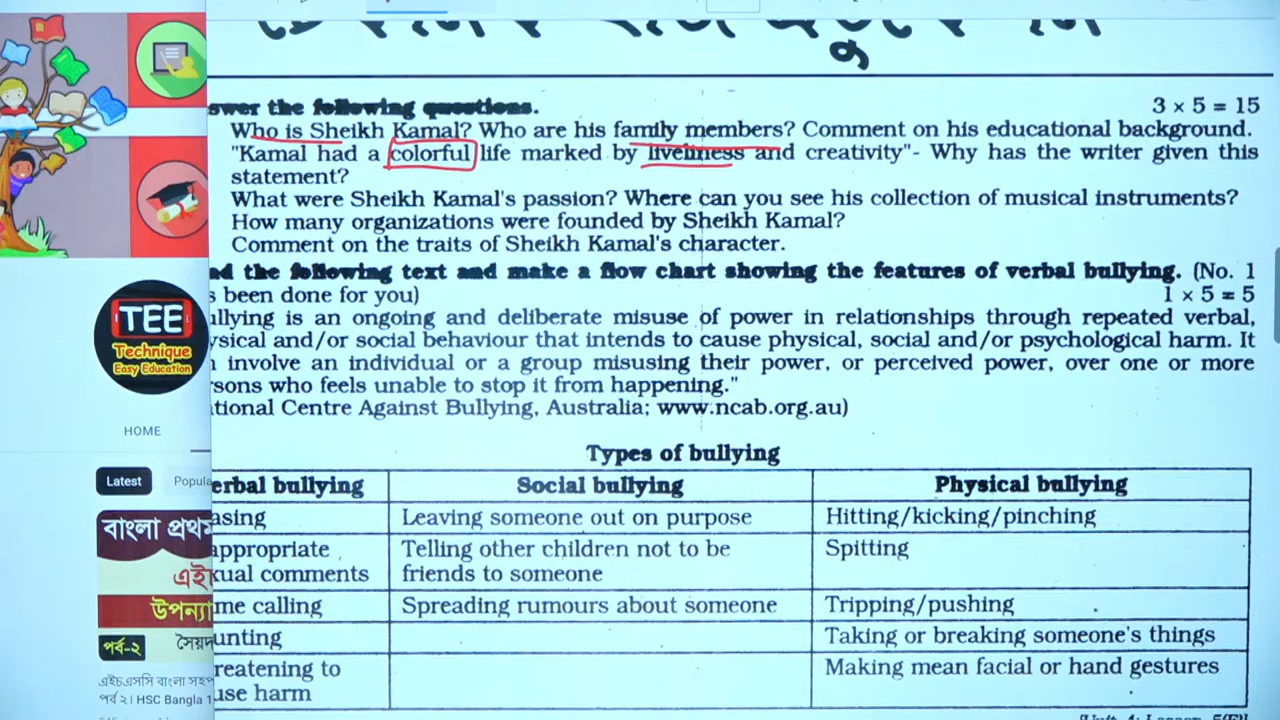 swer the following questions.
3 × 5 = 15
Who is Sheikh Kamal? Who are his family members? Comment on his educational background.
"Kamal had a colorful life marked by liveliness and creativity"- Why has the writer given this
statement?
What were Sheikh Kamal's passion? Where can you see his collection of musical instruments?
How many organizations were founded by Sheikh Kamal?
Comment on the traits of Sheikh Kamal's character.
d the following text and make a flow chart showing the features of verbal bullying. (No. 1
s been done for you)
1 × 5 = 5
ullying is an ongoing and deliberate misuse of power in relationships through repeated verbal,
ysical and/or social behaviour that intends to cause physical, social and/or psychological harm. It
involve an individual or a group misusing their power, or perceived power, over one or more
rsons who feels unable to stop it from happening."
tional Centre Against Bullying, Australia; www.ncab.org.au)
Types of bullying
erbal bullying Social bullying Physical bullying
asing Leaving someone out on purpose Hitting/kicking/pinching
appropriate
xual comments
Telling other children not to be
friends to someone
Spitting
me calling Spreading rumours about someone Tripping/pushing
unting Taking or breaking someone's things
reatening to
use harm
Making mean facial or hand gestures
TEE
Technique
Easy Education
HOME
Latest
Popula
বাংলা প্রথম
এই
উপন্যা
পর্ব-২
সৈয়দ
এইচএসসি বাংলা সহপ
পর্ব ২। HSC Bangla 1